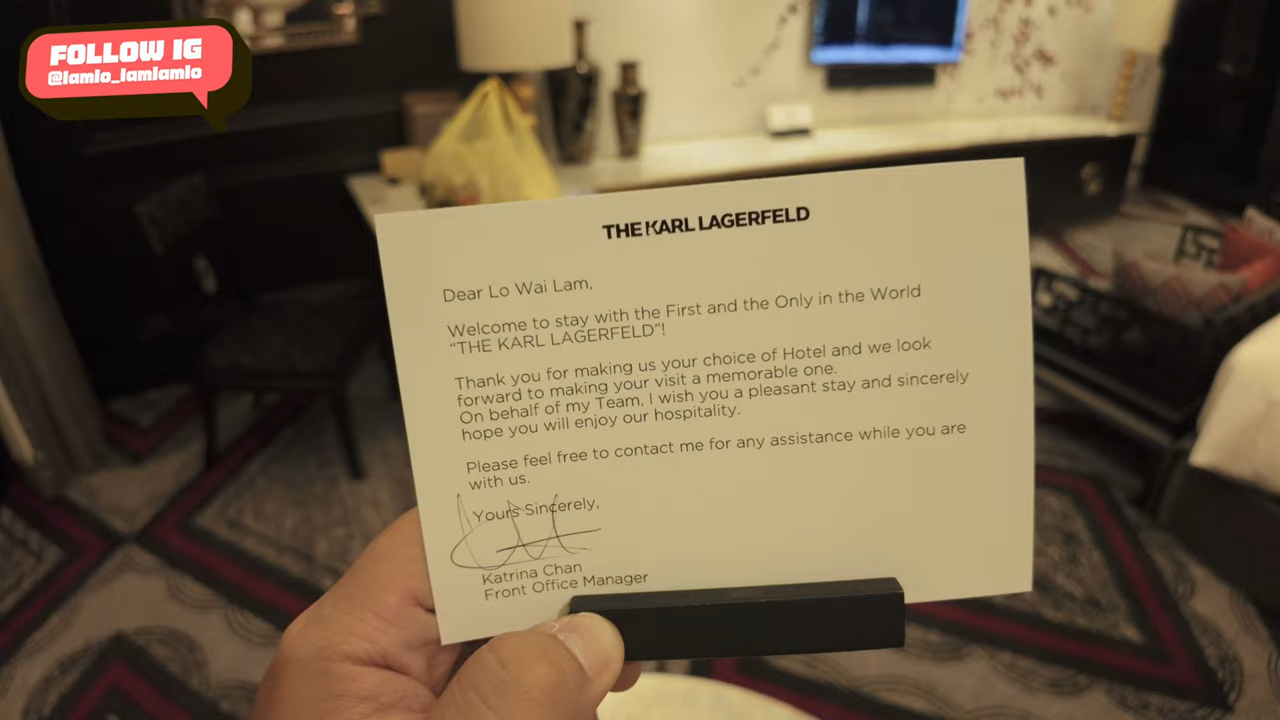 FOLLOW IG
@lamlo_lamlamlo
THE KARL LAGERFELD
Dear Lo Wai Lam,
Welcome to stay with the First and the Only in the World
“THE KARL LAGERFELD”!
Thank you for making us your choice of Hotel and we look
forward to making your visit a memorable one.
On behalf of my Team, I wish you a pleasant stay and sincerely
hope you will enjoy our hospitality.
Please feel free to contact me for any assistance while you are
with us.
Yours Sincerely,
Katrina Chan
Front Office Manager